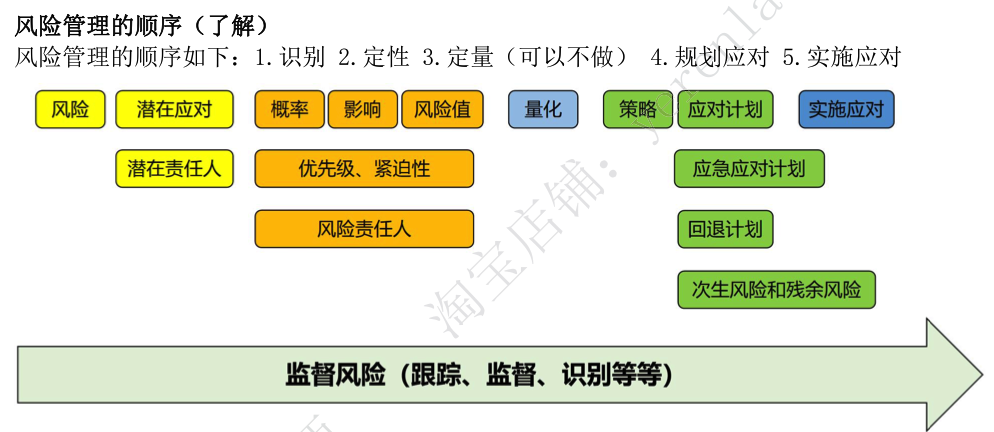 风险管理的顺序（了解）
风险管理的顺序如下：1.识别 2.定性 3.定量（可以不做） 4.规划应对 5.实施应对
风险 潜在应对 概率 影响 风险值 量化 策略 应对计划 实施应对
潜在责任人 优先级、紧迫性 应急应对计划
风险责任人 回退计划
次生风险和残余风险
监督风险（跟踪、监督、识别等等）
淘宝店铺：